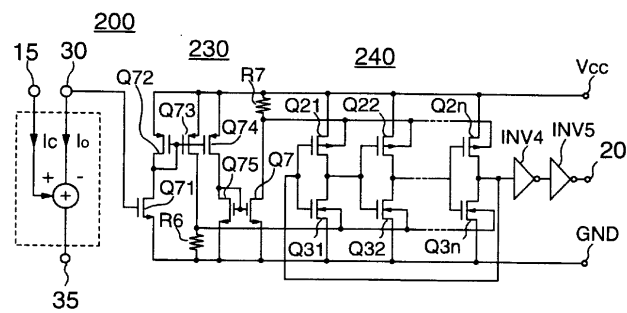 200
15
30
230
240
Vcc
Q72
Q73
R7
Q21
Q22
Q2n
INV4
INV5
Ic
Io
Q74
20
+
-
+
Q75
Q7
Q71
R6
Q31
Q32
Q3n
GND
35